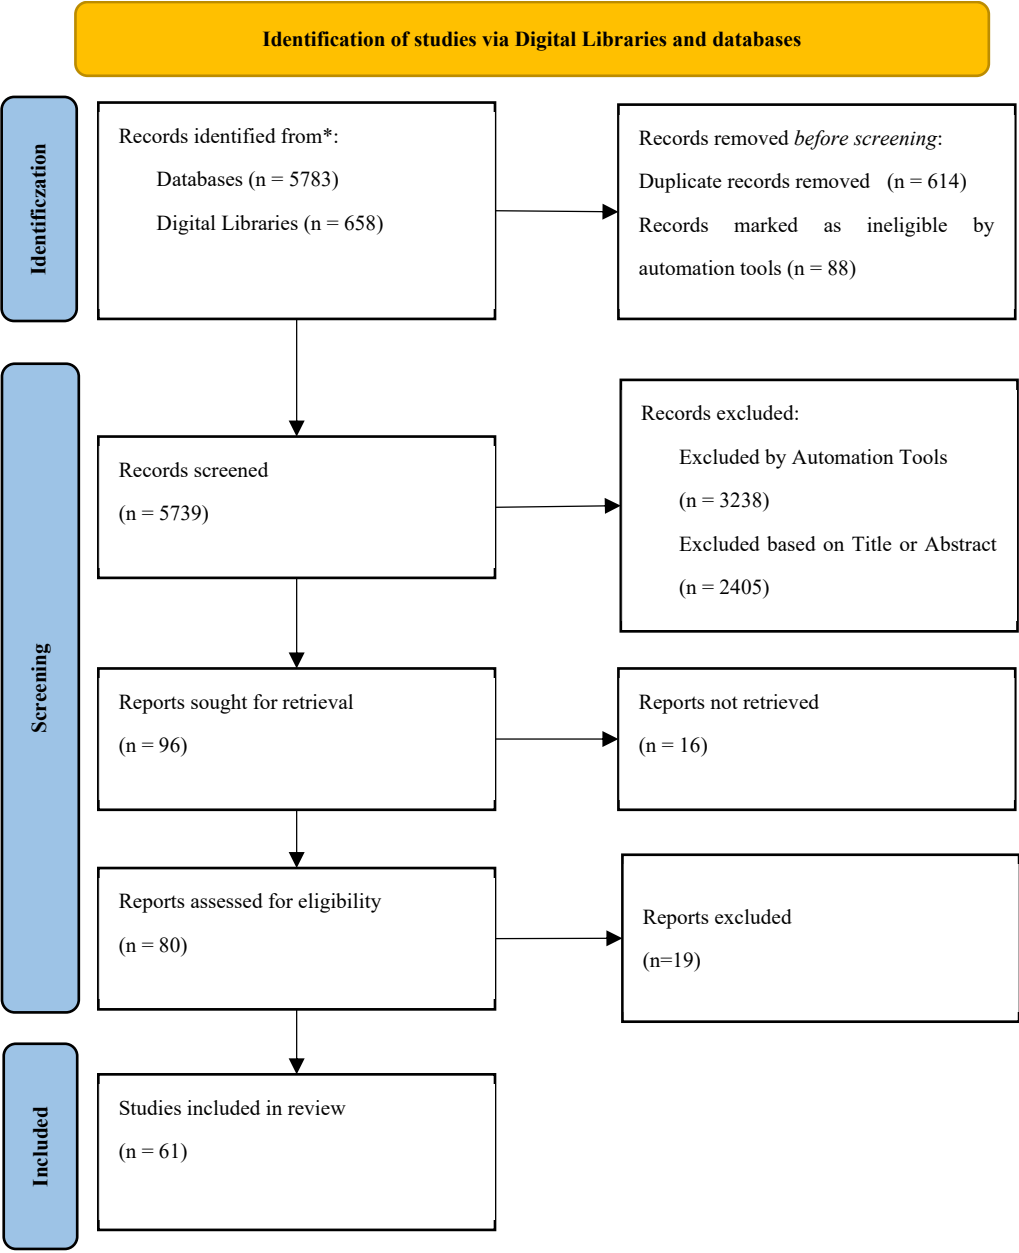 Identification of studies via Digital Libraries and databases
Identificzation
Records identified from*:
Databases (n = 5783)
Digital Libraries (n = 658)
Records removed before screening:
Duplicate records removed (n = 614)
Records marked as ineligible by
automation tools (n = 88)
Screening
Records screened
(n = 5739)
Records excluded:
Excluded by Automation Tools
(n = 3238)
Excluded based on Title or Abstract
(n = 2405)
Reports sought for retrieval
(n = 96)
Reports not retrieved
(n = 16)
Reports assessed for eligibility
(n = 80)
Reports excluded
(n=19)
Included
Studies included in review
(n = 61)